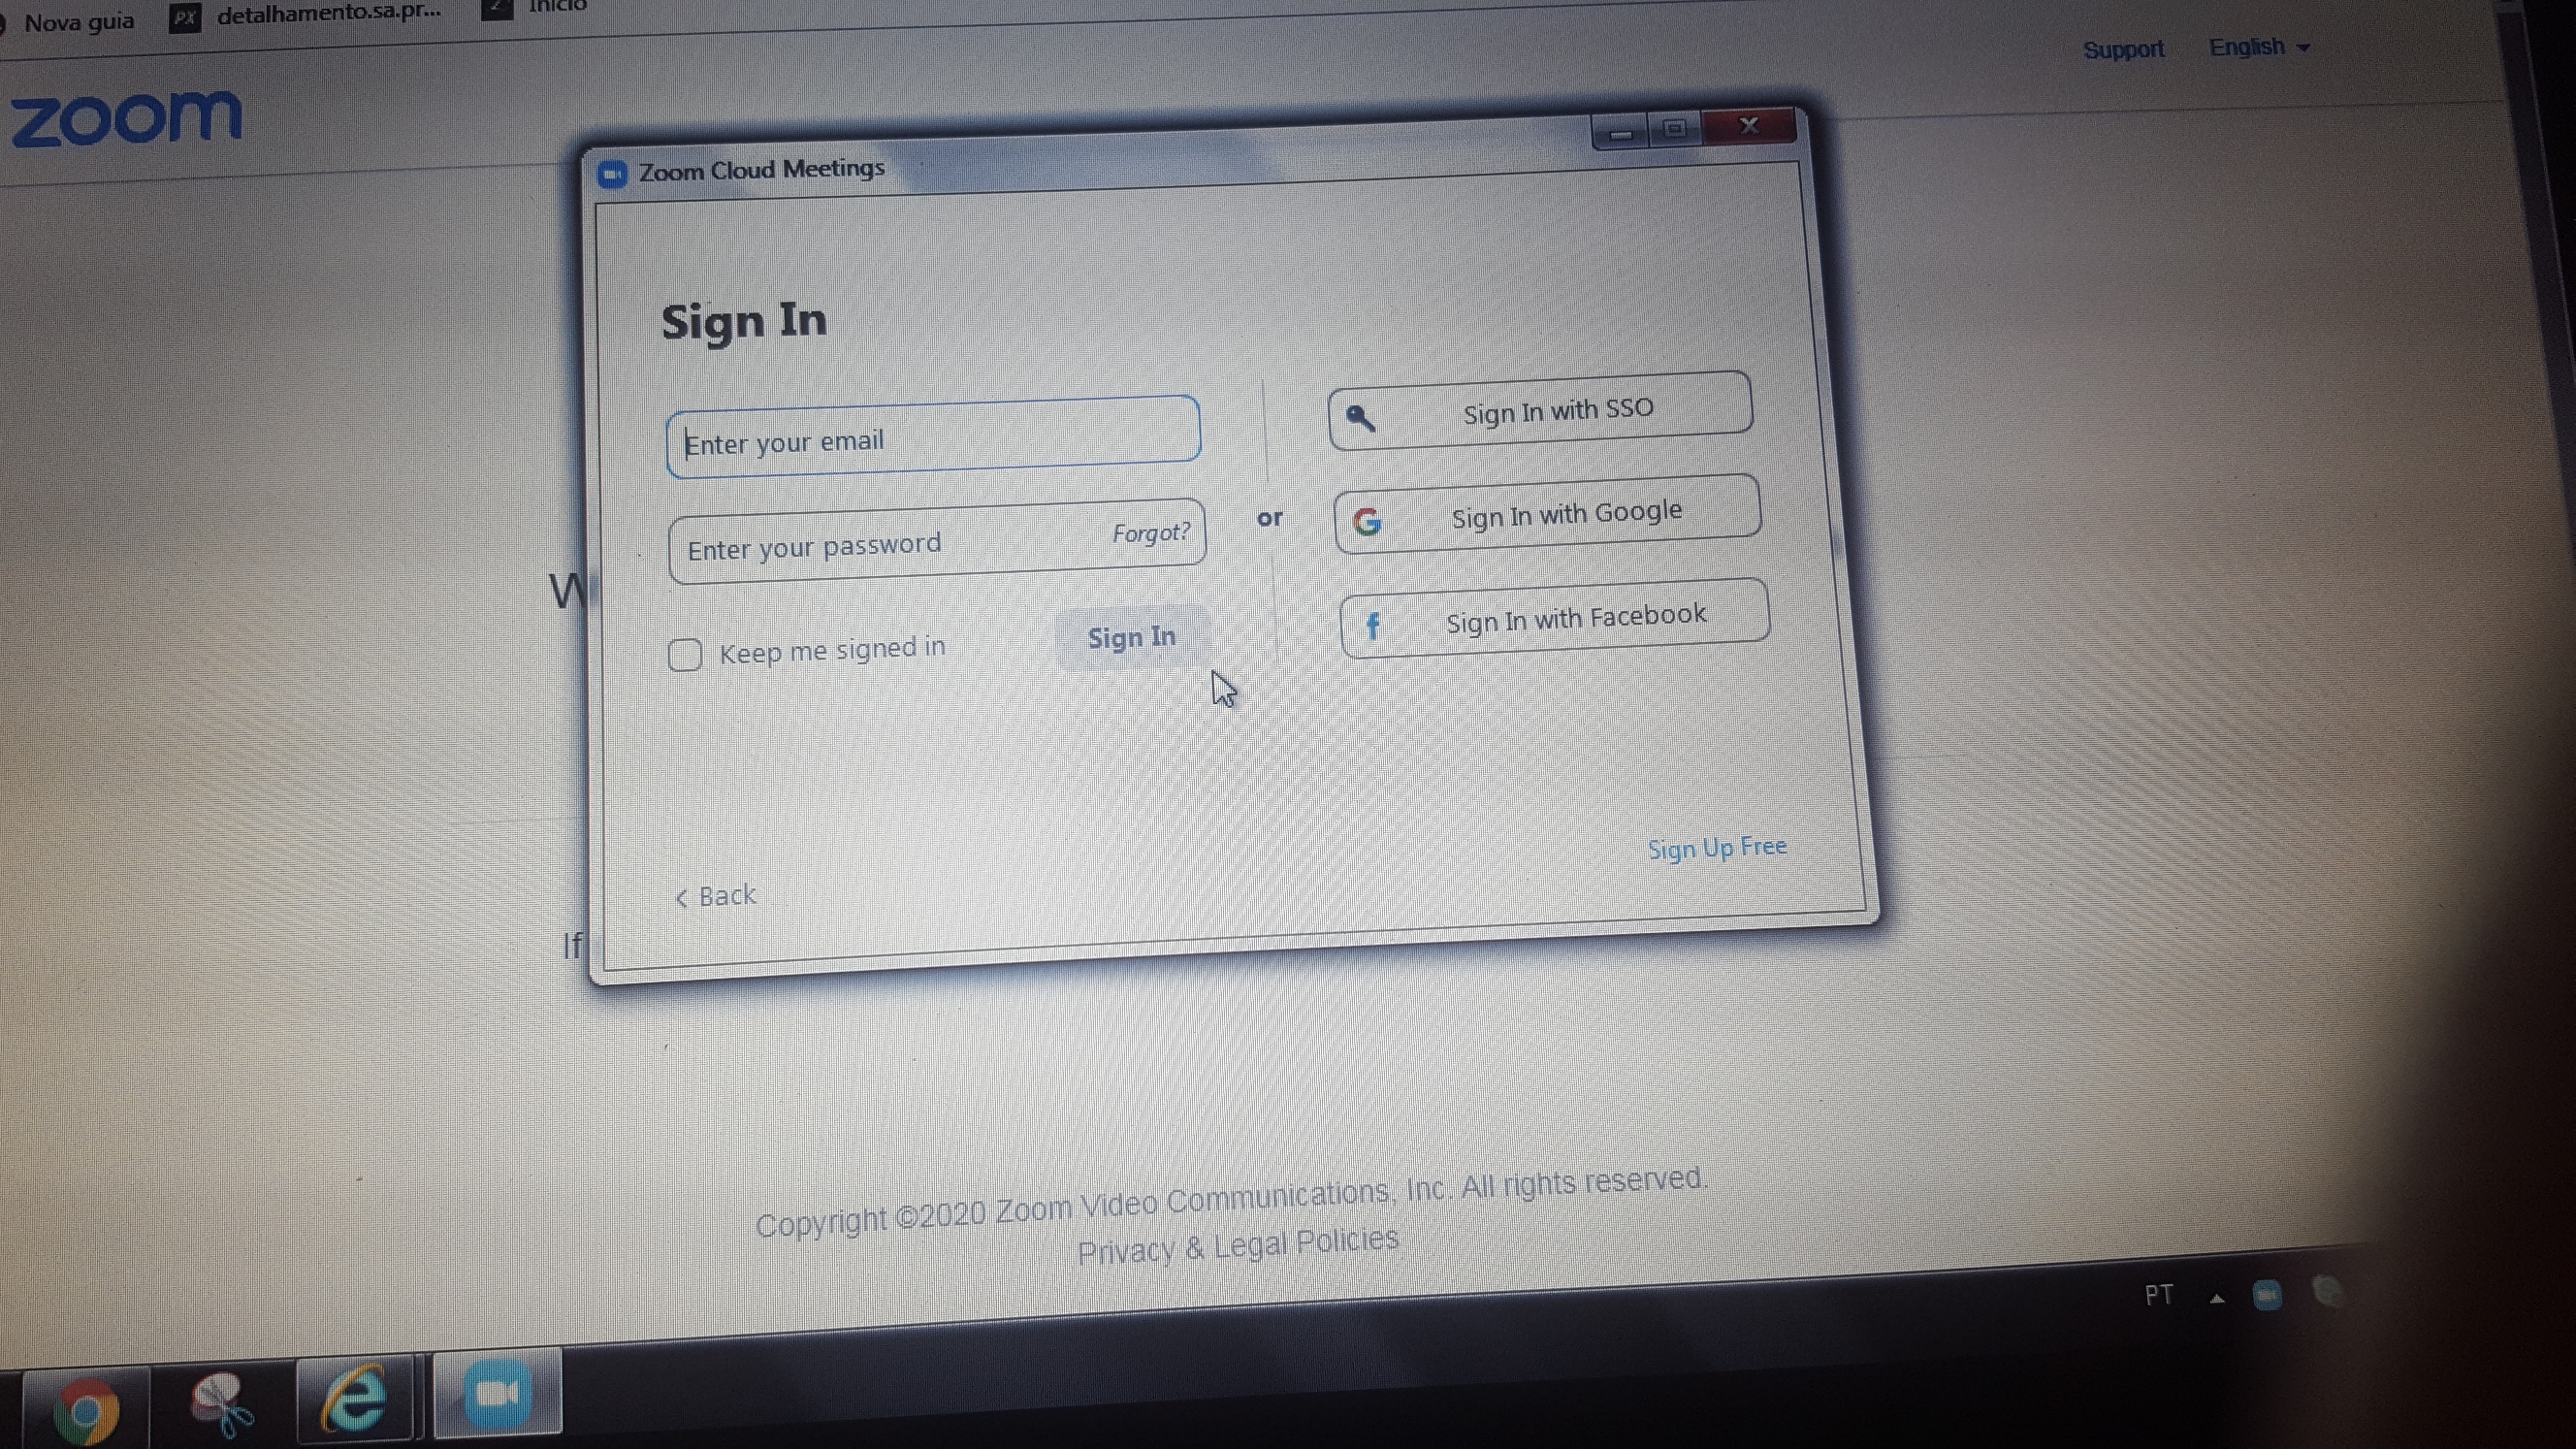 Nova guia
PX
detalhamento.sa.pr...
Início
zoom
Support
English
Zoom Cloud Meetings
Sign In
Enter your email
Enter your password
Forgot?
Keep me signed in
Sign In
or
Sign In with SSO
Sign In with Google
Sign In with Facebook
Sign Up Free
< Back
W
If
Copyright ©2020 Zoom Video Communications, Inc. All rights reserved.
Privacy & Legal Policies
PT